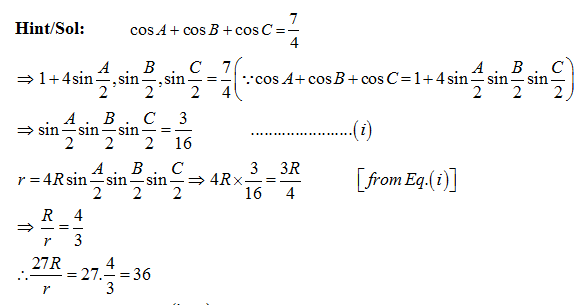 Hint/Sol: cos A + cos B + cos C = 7/4
⇒ 1 + 4 sin A/2 , sin B/2 , sin C/2 = 7/4 (∵ cos A + cos B + cos C = 1 + 4 sin A/2 sin B/2 sin C/2)
⇒ sin A/2 sin B/2 sin C/2 = 3/16 .......................(i)
r = 4R sin A/2 sin B/2 sin C/2 ⇒ 4R × 3/16 = 3R/4 [from Eq.(i)]
⇒ R/r = 4/3
∴ 27R/r = 27. 4/3 = 36